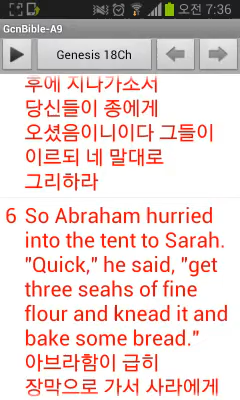 오전 7:36
GcnBible-A9
Genesis 18Ch
후에 지나가소서
당신들이 종에게
오셨음이니이다 그들이
이르되 네 말대로
그리하라
6 So Abraham hurried
into the tent to Sarah.
"Quick," he said, "get
three seahs of fine
flour and knead it and
bake some bread."
아브라함이 급히
장막으로 가서 사라에게